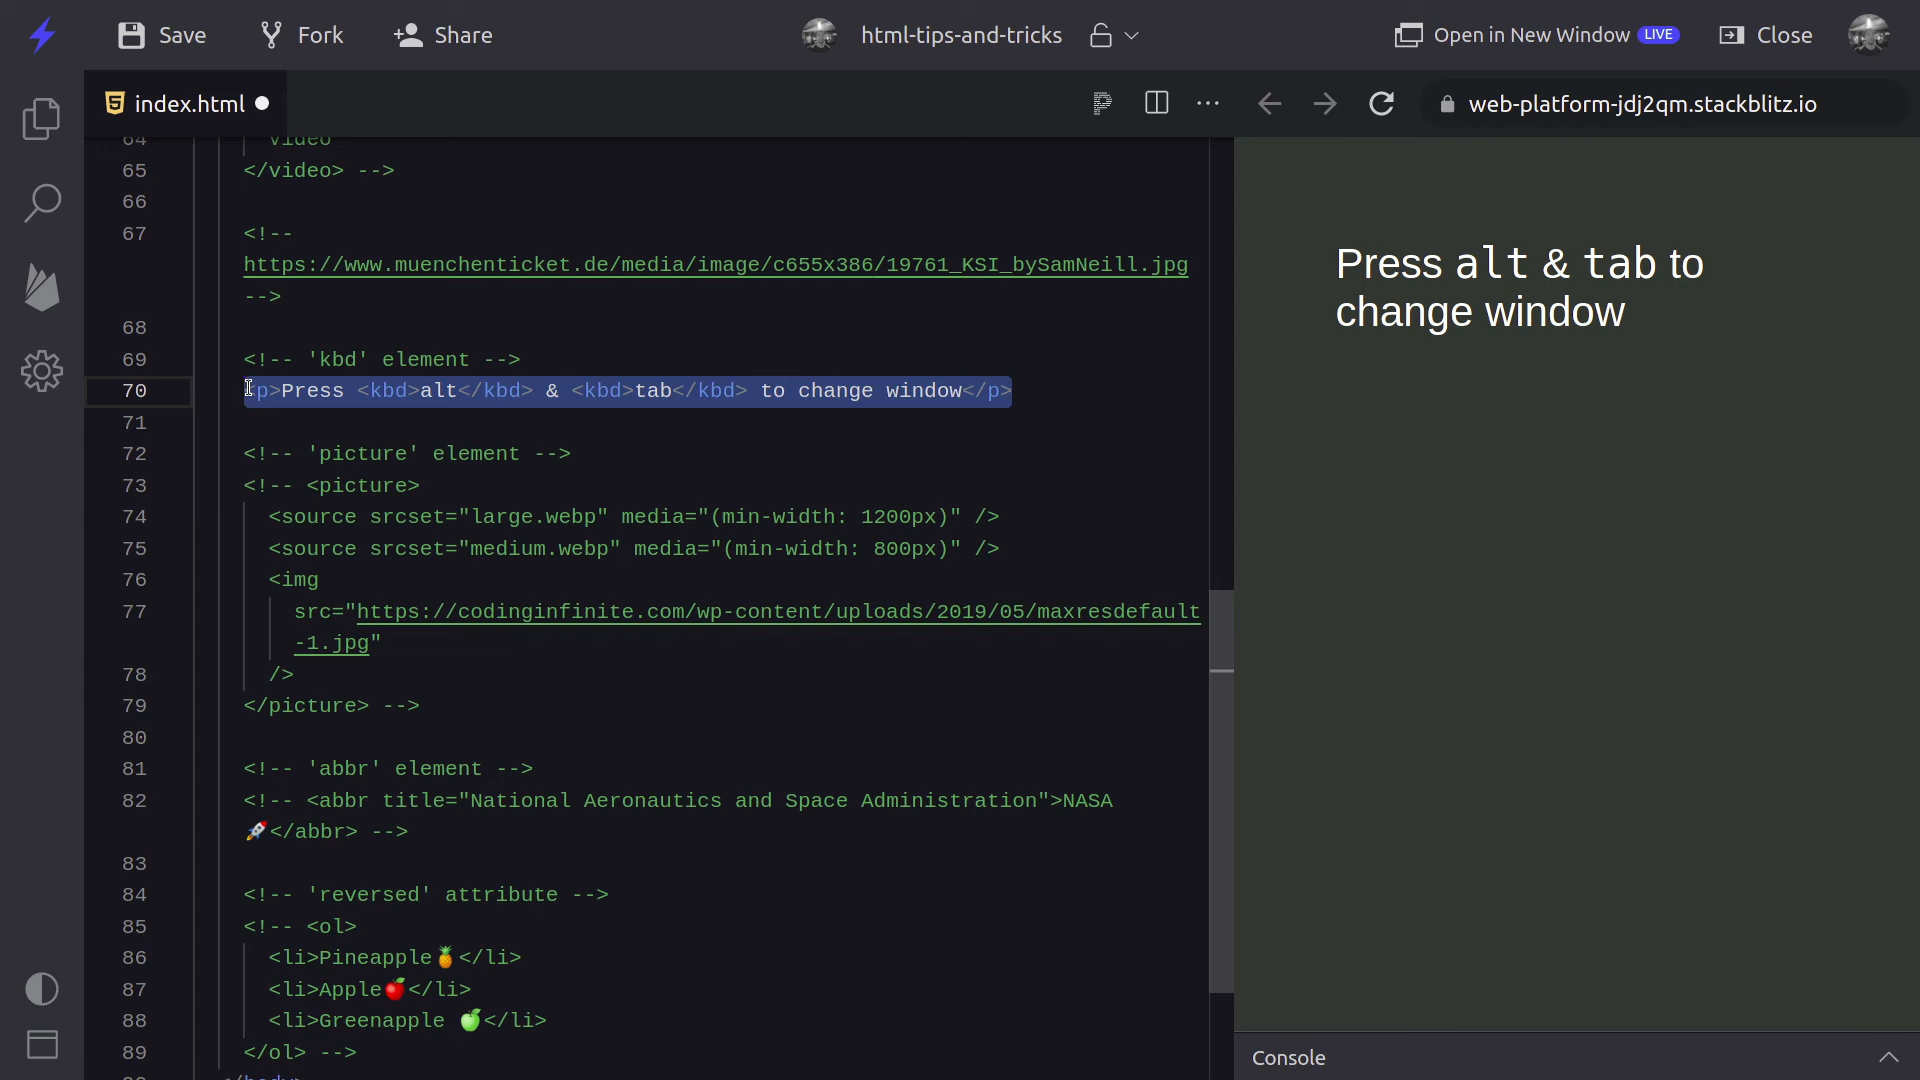 Save
Fork
Share
html-tips-and-tricks
Open in New Window LIVE
Close
index.html
web-platform-jdj2qm.stackblitz.io
64 video
65 </video> -->
66
67 <!--
https://www.muenchenticket.de/media/image/c655x386/19761_KSI_bySamNeill.jpg
-->
68
69 <!-- 'kbd' element -->
70 <p>Press <kbd>alt</kbd> & <kbd>tab</kbd> to change window</p>
71
72 <!-- 'picture' element -->
73 <!-- <picture>
74 <source srcset="large.webp" media="(min-width: 1200px)" />
75 <source srcset="medium.webp" media="(min-width: 800px)" />
76 <img
77 src="https://codinginfinite.com/wp-content/uploads/2019/05/maxresdefault
-1.jpg"
78 />
79 </picture> -->
80
81 <!-- 'abbr' element -->
82 <!-- <abbr title="National Aeronautics and Space Administration">NASA
🚀</abbr> -->
83
84 <!-- 'reversed' attribute -->
85 <!-- <ol>
86 <li>Pineapple🍍</li>
87 <li>Apple🍎</li>
88 <li>Greenapple 🍏</li>
89 </ol> -->
</body>
Press alt & tab to
change window
Console